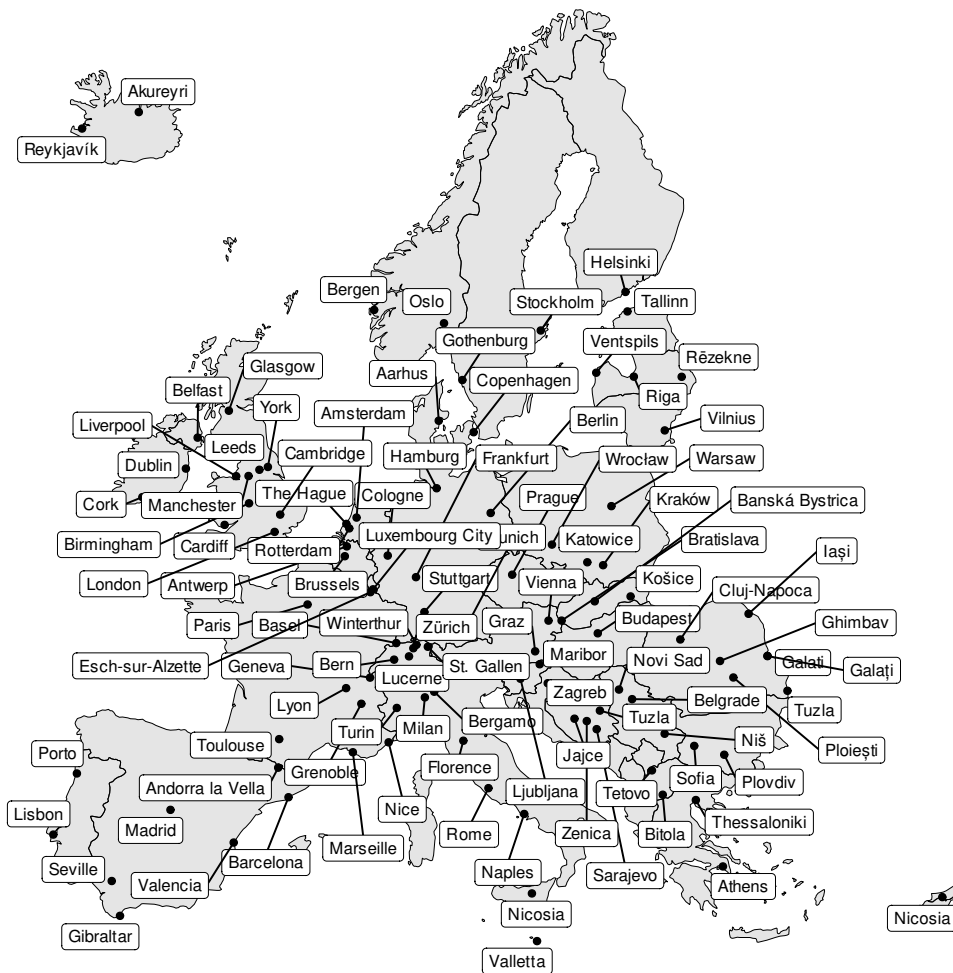 Akureyri
Reykjavík
Helsinki
Bergen
Oslo
Stockholm
Tallinn
Gothenburg
Ventspils
Rēzekne
Glasgow
Aarhus
Copenhagen
Belfast
Riga
York
Amsterdam
Berlin
Vilnius
Liverpool
Leeds
Cambridge
Hamburg
Frankfurt
Wrocław
Warsaw
Dublin
The Hague
Cologne
Prague
Kraków
Banská Bystrica
Cork
Manchester
Birmingham
Cardiff
Rotterdam
Luxembourg City
unich
Katowice
Bratislava
Iași
London
Antwerp
Brussels
Stuttgart
Vienna
Košice
Cluj-Napoca
Paris
Basel
Winterthur
Zürich
Graz
Budapest
Ghimbav
Esch-sur-Alzette
Geneva
Bern
Lucerne
St. Gallen
Maribor
Novi Sad
Galati
Galați
Lyon
Zagreb
Belgrade
Tuzla
Turin
Milan
Bergamo
Tuzla
Niš
Ploiești
Porto
Toulouse
Grenoble
Florence
Jajce
Tetovo
Sofia
Plovdiv
Andorra la Vella
Ljubljana
Lisbon
Madrid
Nice
Rome
Zenica
Bitola
Thessaloniki
Marseille
Seville
Valencia
Barcelona
Naples
Sarajevo
Athens
Gibraltar
Nicosia
Nicosia
Valletta